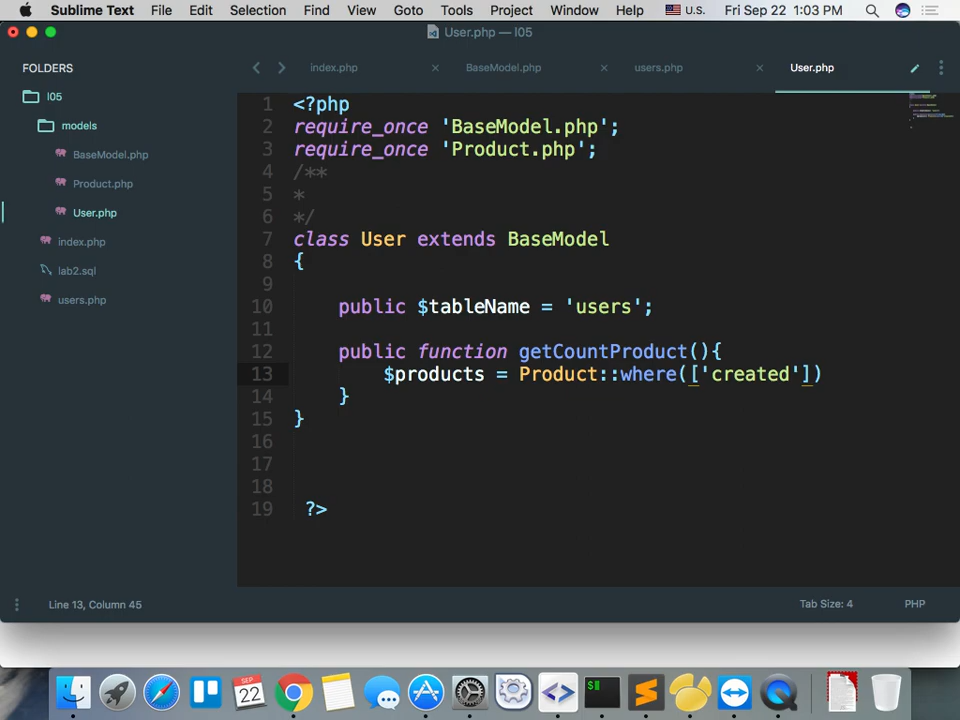 Sublime Text File Edit Selection Find View Goto Tools Project Window Help U.S. Fri Sep 22 1:03 PM
User.php — l05
FOLDERS
l05
models
BaseModel.php
Product.php
User.php
index.php
lab2.sql
users.php
index.php × BaseModel.php × users.php × User.php
1 <?php
2 require_once 'BaseModel.php';
3 require_once 'Product.php';
4 /**
5 *
6 */
7 class User extends BaseModel
8 {
9
10 public $tableName = 'users';
11
12 public function getCountProduct(){
13 $products = Product::where(['created'])
14 }
15 }
16
17
18
19 ?>
Line 13, Column 45 Tab Size: 4 PHP
SEP
22
$